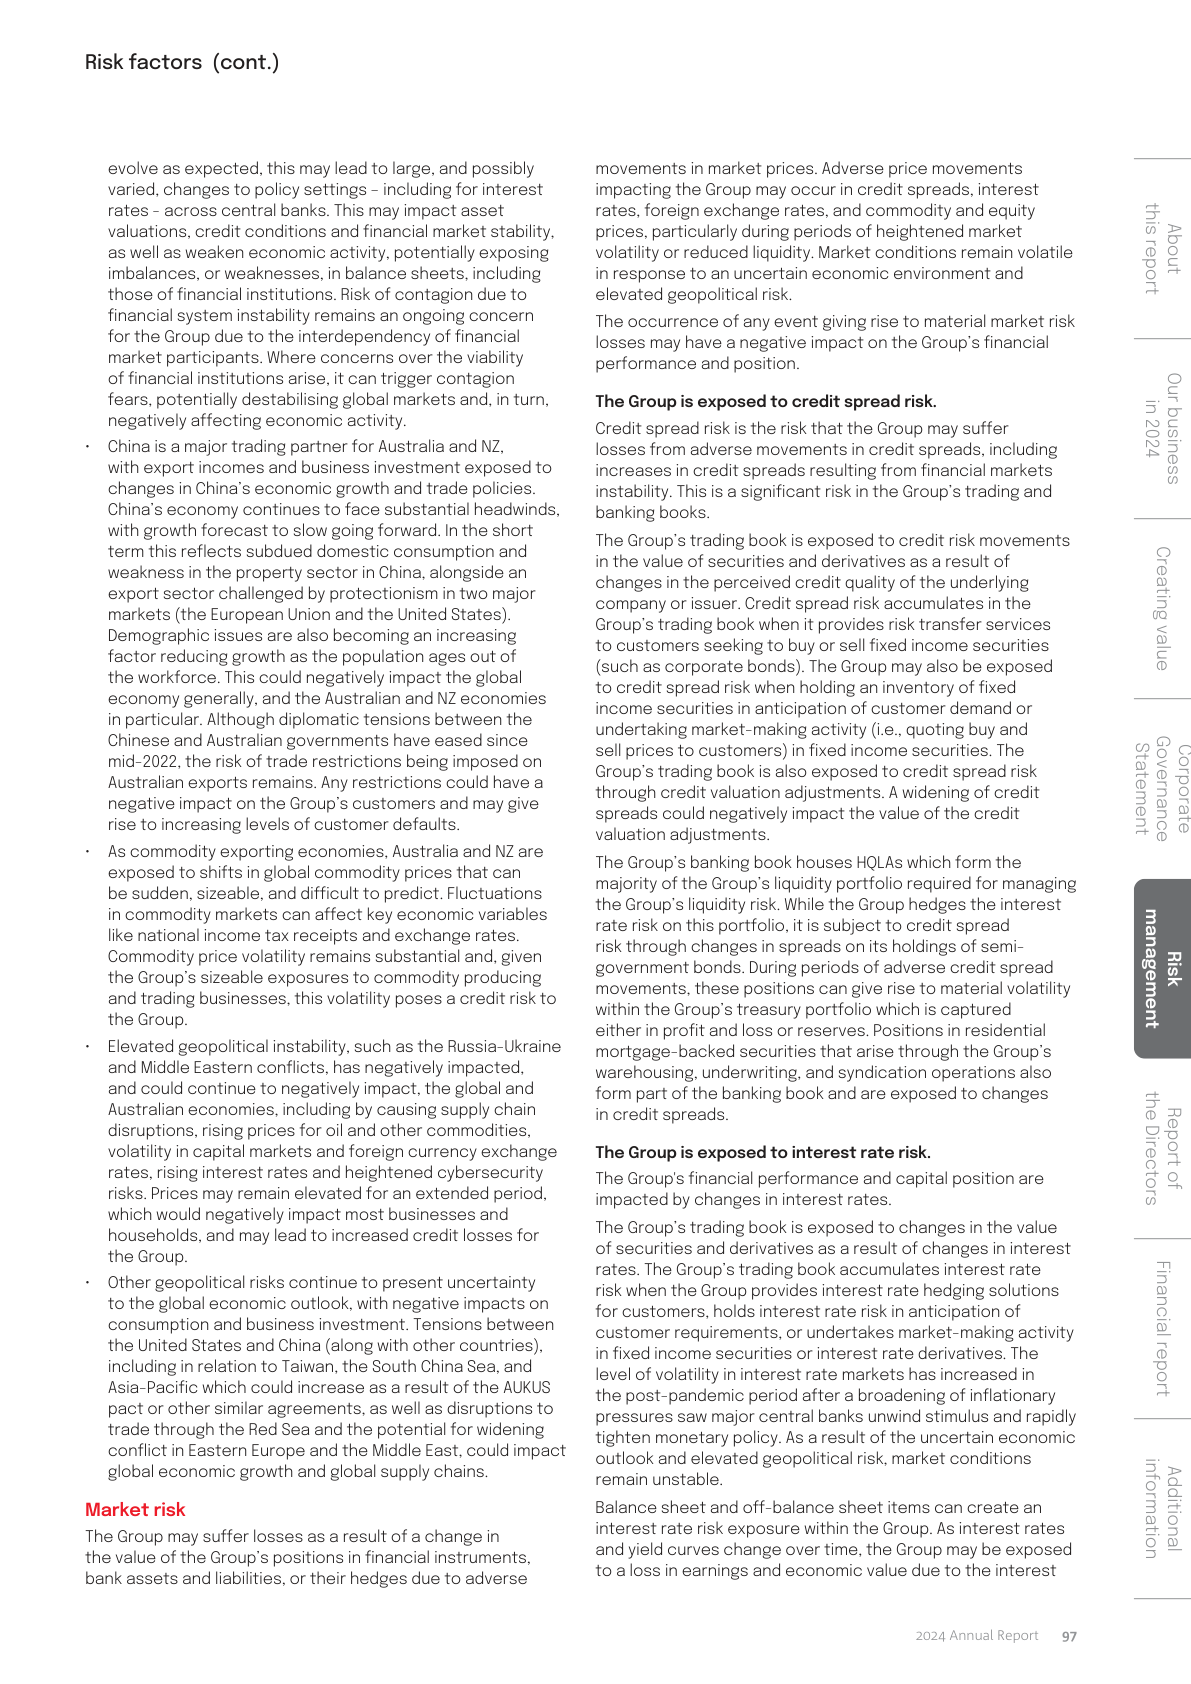 Risk factors (cont.)
evolve as expected, this may lead to large, and possibly
varied, changes to policy settings – including for interest
rates – across central banks. This may impact asset
valuations, credit conditions and financial market stability,
as well as weaken economic activity, potentially exposing
imbalances, or weaknesses, in balance sheets, including
those of financial institutions. Risk of contagion due to
financial system instability remains an ongoing concern
for the Group due to the interdependency of financial
market participants. Where concerns over the viability
of financial institutions arise, it can trigger contagion
fears, potentially destabilising global markets and, in turn,
negatively affecting economic activity.
• China is a major trading partner for Australia and NZ,
with export incomes and business investment exposed to
changes in China's economic growth and trade policies.
China's economy continues to face substantial headwinds,
with growth forecast to slow going forward. In the short
term this reflects subdued domestic consumption and
weakness in the property sector in China, alongside an
export sector challenged by protectionism in two major
markets (the European Union and the United States).
Demographic issues are also becoming an increasing
factor reducing growth as the population ages out of
the workforce. This could negatively impact the global
economy generally, and the Australian and NZ economies
in particular. Although diplomatic tensions between the
Chinese and Australian governments have eased since
mid-2022, the risk of trade restrictions being imposed on
Australian exports remains. Any restrictions could have a
negative impact on the Group's customers and may give
rise to increasing levels of customer defaults.
• As commodity exporting economies, Australia and NZ are
exposed to shifts in global commodity prices that can
be sudden, sizeable, and difficult to predict. Fluctuations
in commodity markets can affect key economic variables
like national income tax receipts and exchange rates.
Commodity price volatility remains substantial and, given
the Group's sizeable exposures to commodity producing
and trading businesses, this volatility poses a credit risk to
the Group.
• Elevated geopolitical instability, such as the Russia-Ukraine
and Middle Eastern conflicts, has negatively impacted,
and could continue to negatively impact, the global and
Australian economies, including by causing supply chain
disruptions, rising prices for oil and other commodities,
volatility in capital markets and foreign currency exchange
rates, rising interest rates and heightened cybersecurity
risks. Prices may remain elevated for an extended period,
which would negatively impact most businesses and
households, and may lead to increased credit losses for
the Group.
• Other geopolitical risks continue to present uncertainty
to the global economic outlook, with negative impacts on
consumption and business investment. Tensions between
the United States and China (along with other countries),
including in relation to Taiwan, the South China Sea, and
Asia-Pacific which could increase as a result of the AUKUS
pact or other similar agreements, as well as disruptions to
trade through the Red Sea and the potential for widening
conflict in Eastern Europe and the Middle East, could impact
global economic growth and global supply chains.
Market risk
The Group may suffer losses as a result of a change in
the value of the Group's positions in financial instruments,
bank assets and liabilities, or their hedges due to adverse
movements in market prices. Adverse price movements
impacting the Group may occur in credit spreads, interest
rates, foreign exchange rates, and commodity and equity
prices, particularly during periods of heightened market
volatility or reduced liquidity. Market conditions remain volatile
in response to an uncertain economic environment and
elevated geopolitical risk.
The occurrence of any event giving rise to material market risk
losses may have a negative impact on the Group's financial
performance and position.
The Group is exposed to credit spread risk.
Credit spread risk is the risk that the Group may suffer
losses from adverse movements in credit spreads, including
increases in credit spreads resulting from financial markets
instability. This is a significant risk in the Group's trading and
banking books.
The Group's trading book is exposed to credit risk movements
in the value of securities and derivatives as a result of
changes in the perceived credit quality of the underlying
company or issuer. Credit spread risk accumulates in the
Group's trading book when it provides risk transfer services
to customers seeking to buy or sell fixed income securities
(such as corporate bonds). The Group may also be exposed
to credit spread risk when holding an inventory of fixed
income securities in anticipation of customer demand or
undertaking market-making activity (i.e., quoting buy and
sell prices to customers) in fixed income securities. The
Group's trading book is also exposed to credit spread risk
through credit valuation adjustments. A widening of credit
spreads could negatively impact the value of the credit
valuation adjustments.
The Group's banking book houses HQLAs which form the
majority of the Group's liquidity portfolio required for managing
the Group's liquidity risk. While the Group hedges the interest
rate risk on this portfolio, it is subject to credit spread
risk through changes in spreads on its holdings of semi-
government bonds. During periods of adverse credit spread
movements, these positions can give rise to material volatility
within the Group's treasury portfolio which is captured
either in profit and loss or reserves. Positions in residential
mortgage-backed securities that arise through the Group's
warehousing, underwriting, and syndication operations also
form part of the banking book and are exposed to changes
in credit spreads.
The Group is exposed to interest rate risk.
The Group's financial performance and capital position are
impacted by changes in interest rates.
The Group's trading book is exposed to changes in the value
of securities and derivatives as a result of changes in interest
rates. The Group's trading book accumulates interest rate
risk when the Group provides interest rate hedging solutions
for customers, holds interest rate risk in anticipation of
customer requirements, or undertakes market-making activity
in fixed income securities or interest rate derivatives. The
level of volatility in interest rate markets has increased in
the post-pandemic period after a broadening of inflationary
pressures saw major central banks unwind stimulus and rapidly
tighten monetary policy. As a result of the uncertain economic
outlook and elevated geopolitical risk, market conditions
remain unstable.
Balance sheet and off-balance sheet items can create an
interest rate risk exposure within the Group. As interest rates
and yield curves change over time, the Group may be exposed
to a loss in earnings and economic value due to the interest
About
this report
Our business
in 2024
Creating value
Corporate
Governance
Statement
Risk
management
Report of
the Directors
Financial report
Additional
information
2024 Annual Report 97